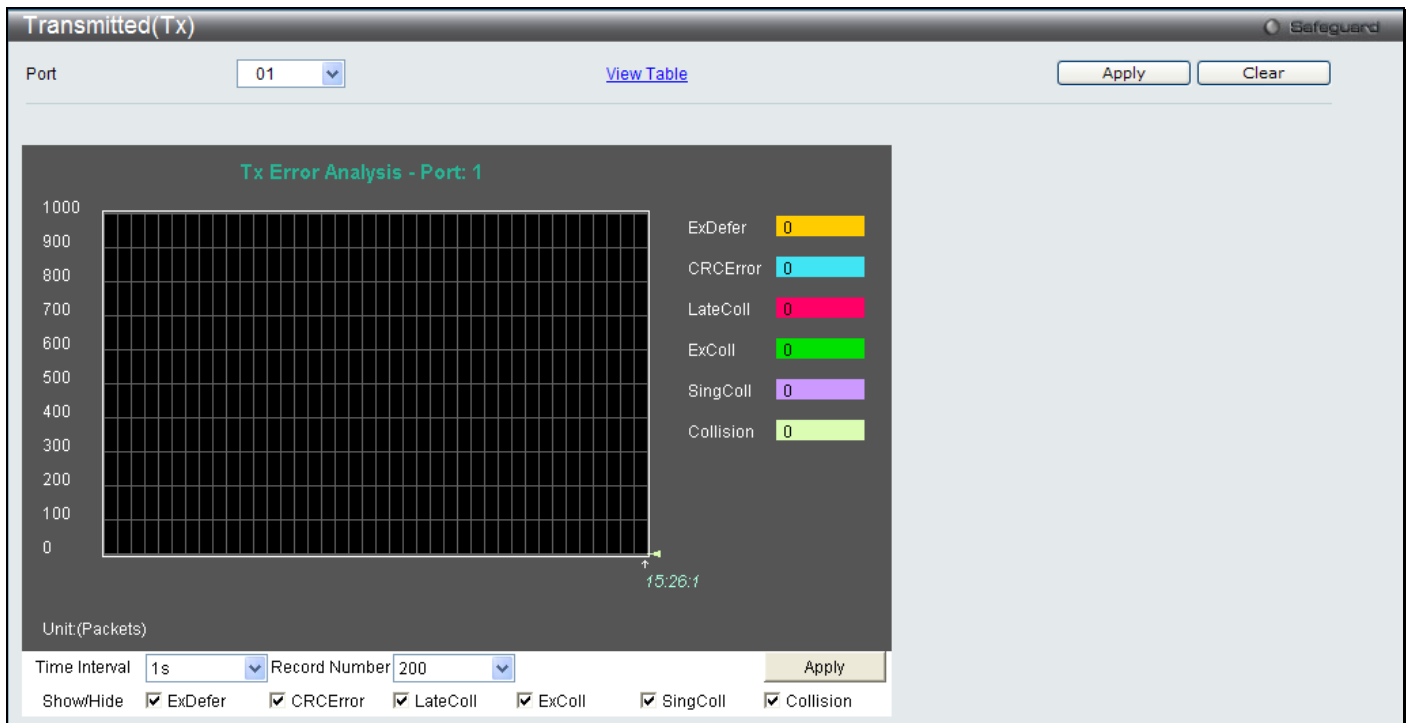 Transmitted(Tx)
Safeguard
Port 01 View Table Apply Clear
Tx Error Analysis - Port: 1
1000
900
800
700
600
500
400
300
200
100
0
ExDefer 0
CRCError 0
LateColl 0
ExColl 0
SingColl 0
Collision 0
15:26:1
Unit:(Packets)
Time Interval 1s Record Number 200 Apply
Show/Hide ExDefer CRCError LateColl ExColl SingColl Collision